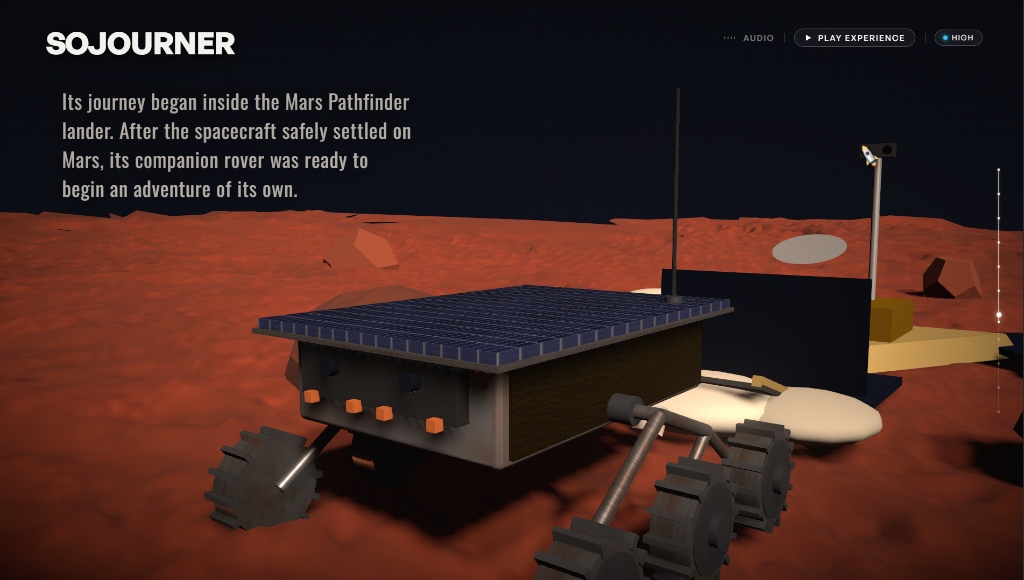 SOJOURNER
AUDIO
PLAY EXPERIENCE
HIGH
Its journey began inside the Mars Pathfinder
lander. After the spacecraft safely settled on
Mars, its companion rover was ready to
begin an adventure of its own.